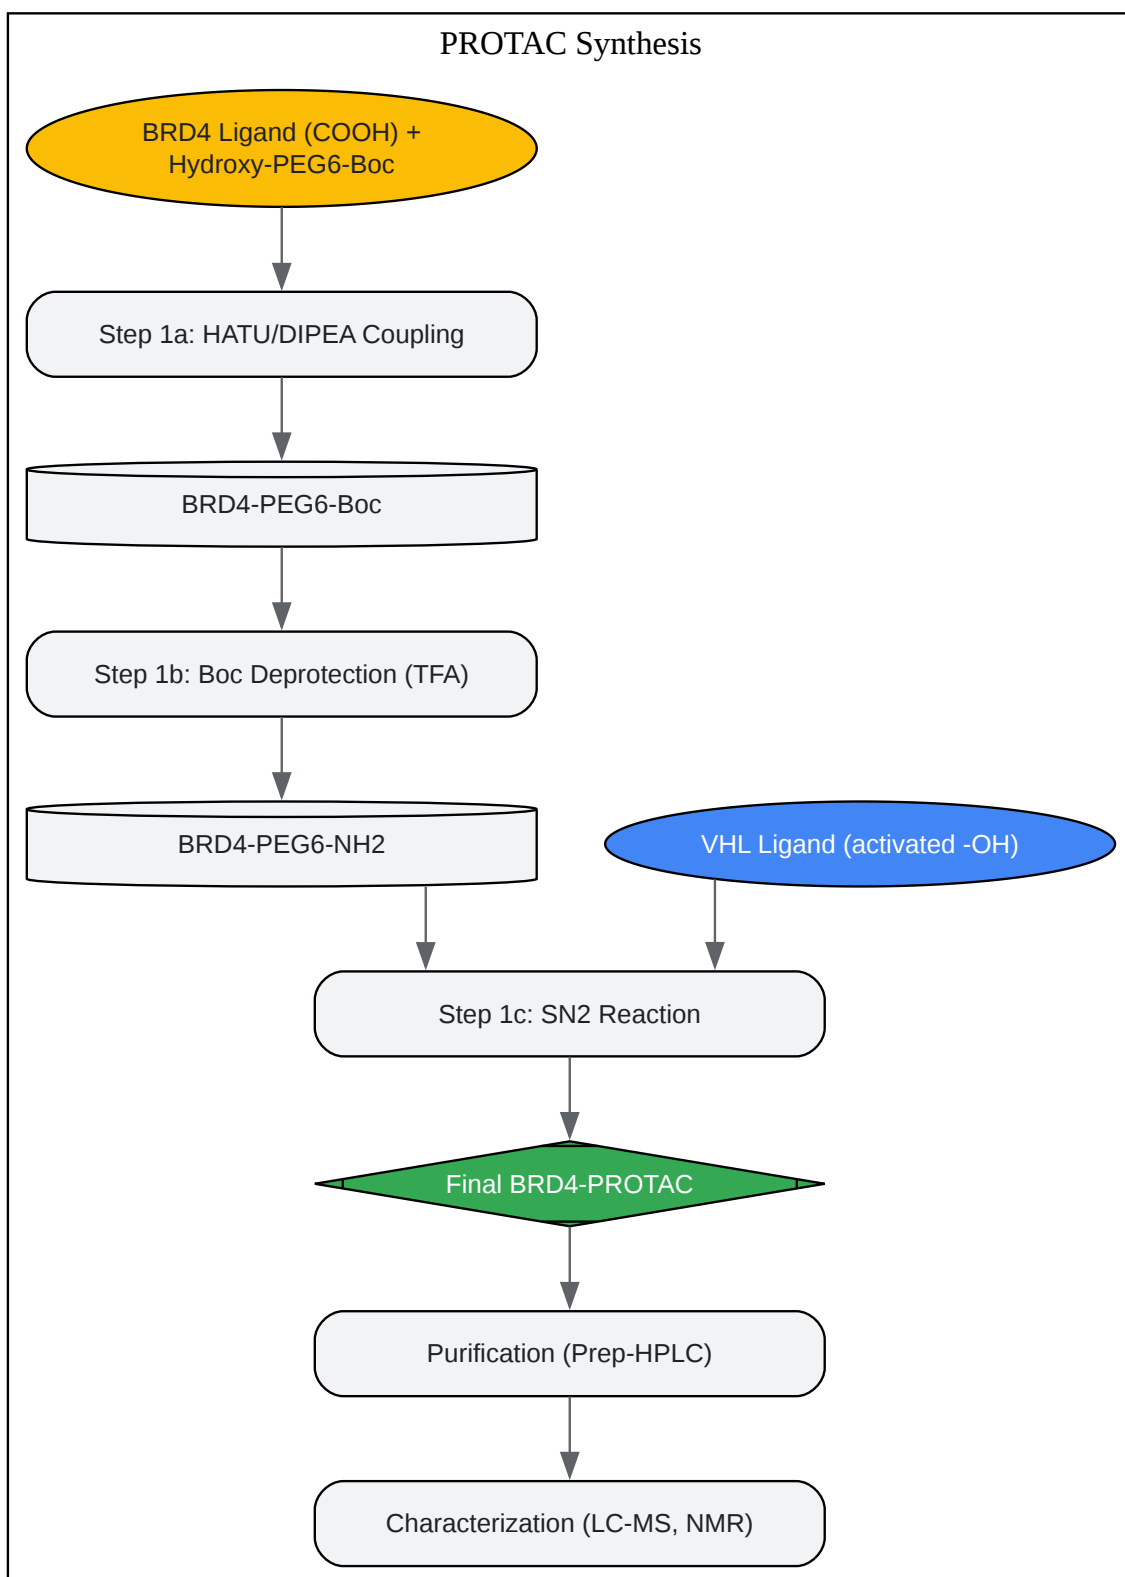 PROTAC Synthesis
BRD4 Ligand (COOH) +
Hydroxy-PEG6-Boc
Step 1a: HATU/DIPEA Coupling
BRD4-PEG6-Boc
Step 1b: Boc Deprotection (TFA)
BRD4-PEG6-NH2
VHL Ligand (activated -OH)
Step 1c: SN2 Reaction
Final BRD4-PROTAC
Purification (Prep-HPLC)
Characterization (LC-MS, NMR)